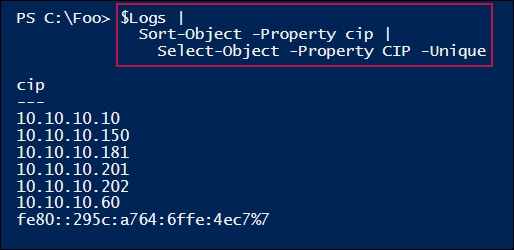 PS C:\Foo> $Logs |
Sort-Object -Property cip |
Select-Object -Property CIP -Unique
cip
---
10.10.10.10
10.10.10.150
10.10.10.181
10.10.10.201
10.10.10.202
10.10.10.60
fe80::295c:a764:6ffe:4ec7%7